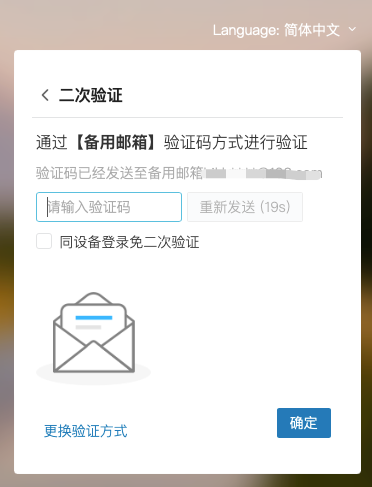 Language: 简体中文
二次验证
通过【备用邮箱】验证码方式进行验证
验证码已经发送至备用邮箱
请输入验证码
重新发送 (19s)
同设备登录免二次验证
更换验证方式
确定